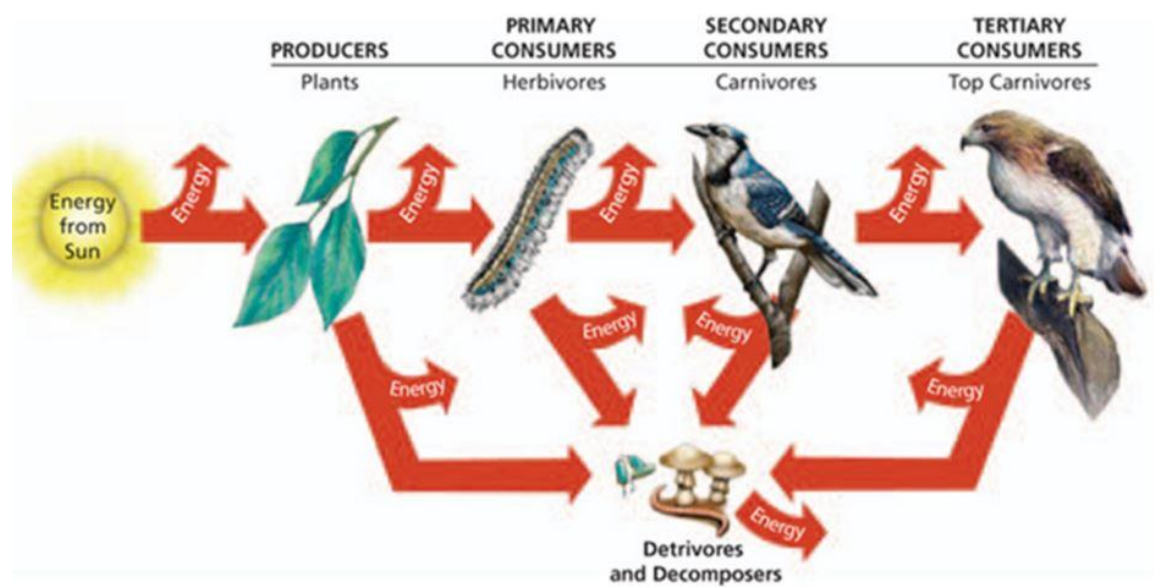 PRODUCERS
Plants
PRIMARY
CONSUMERS
Herbivores
SECONDARY
CONSUMERS
Carnivores
TERTIARY
CONSUMERS
Top Carnivores
Energy
from
Sun
Energy
Energy
Energy
Energy
Energy
Energy
Energy
Energy
Energy
Detrivores
and Decomposers